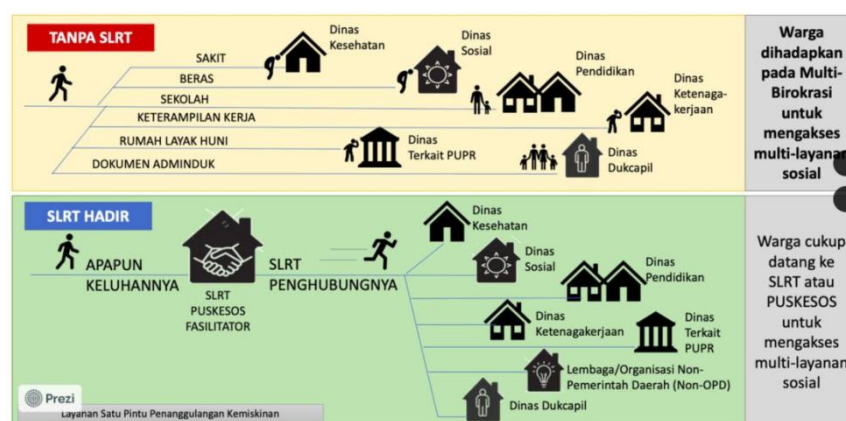 TANPA SLRT
SAKIT
BERAS
SEKOLAH
KETERAMPILAN KERJA
RUMAH LAYAK HUNI
DOKUMEN ADMINDUK
Dinas
Kesehatan
Dinas
Sosial
Dinas
Pendidikan
Dinas
Ketenaga-
kerjaan
Dinas
Terkait PUPR
Dinas
Dukcapil
Warga
dihadapkan
pada Multi-
Birokrasi
untuk
mengakses
multi-layanan
sosial
SLRT HADIR
APAPUN
KELUHANNYA
SLRT
PUSKESOS
FASILITATOR
SLRT
PENGHUBUNGNYA
Dinas
Kesehatan
Dinas
Sosial
Dinas
Pendidikan
Dinas
Ketenagakerjaan
Dinas
Terkait
PUPR
Lembaga/Organisasi Non-
Pemerintah Daerah (Non-OPD)
Dinas Dukcapil
Warga cukup
datang ke
SLRT atau
PUSKESOS
untuk
mengakses
multi-layanan
sosial
Prezi
Layanan Satu Pintu Penanggulangan Kemiskinan